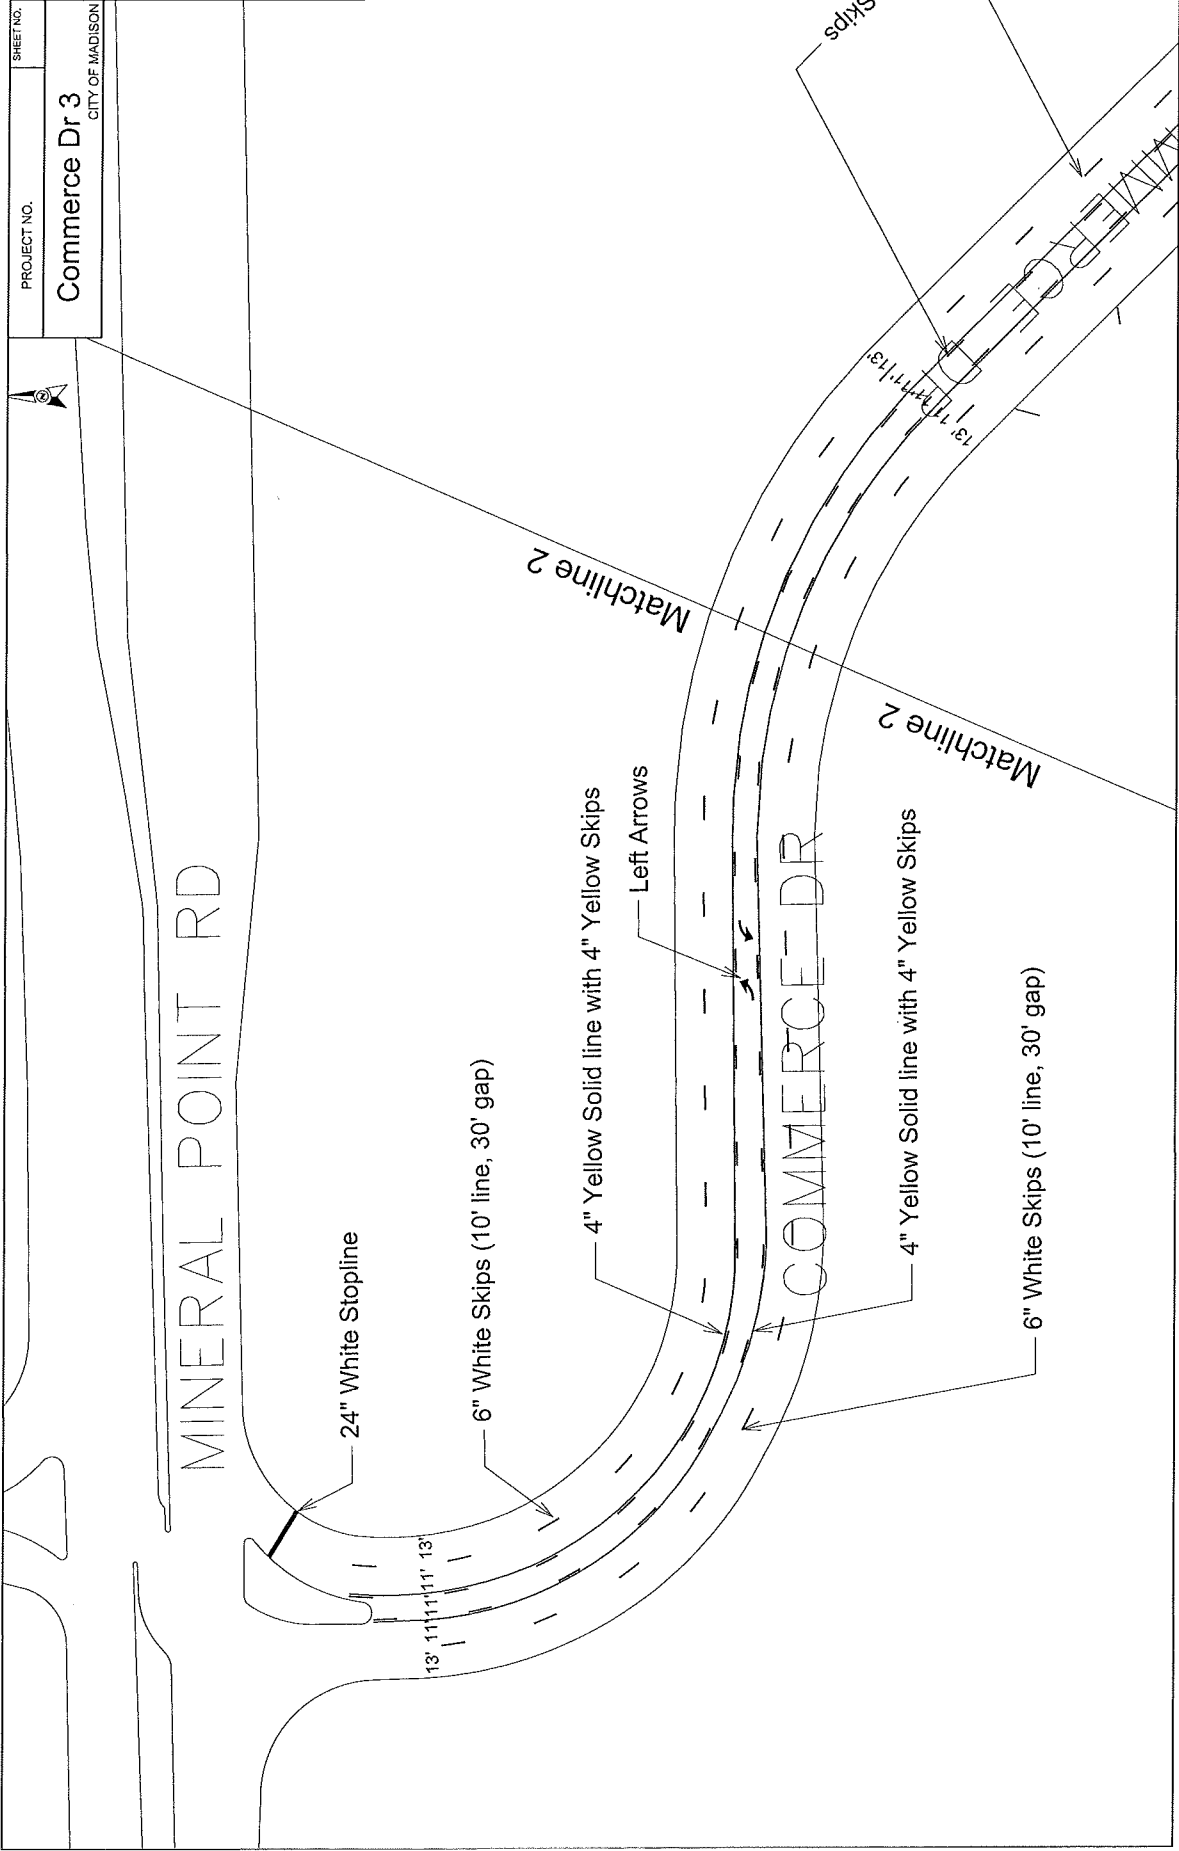 PROJECT NO.
SHEET NO.
Commerce Dr 3
CITY OF MADISON
MINERAL POINT RD
24" White Stopline
6" White Skips (10' line, 30' gap)
4" Yellow Solid line with 4" Yellow Skips
Left Arrows
Matchline 2
Matchline 2
COMMERCE DR
4" Yellow Solid line with 4" Yellow Skips
6" White Skips (10' line, 30' gap)
13' 11' 11' 11' 13'
13' 11' 11' 11' 13'
Skips
N